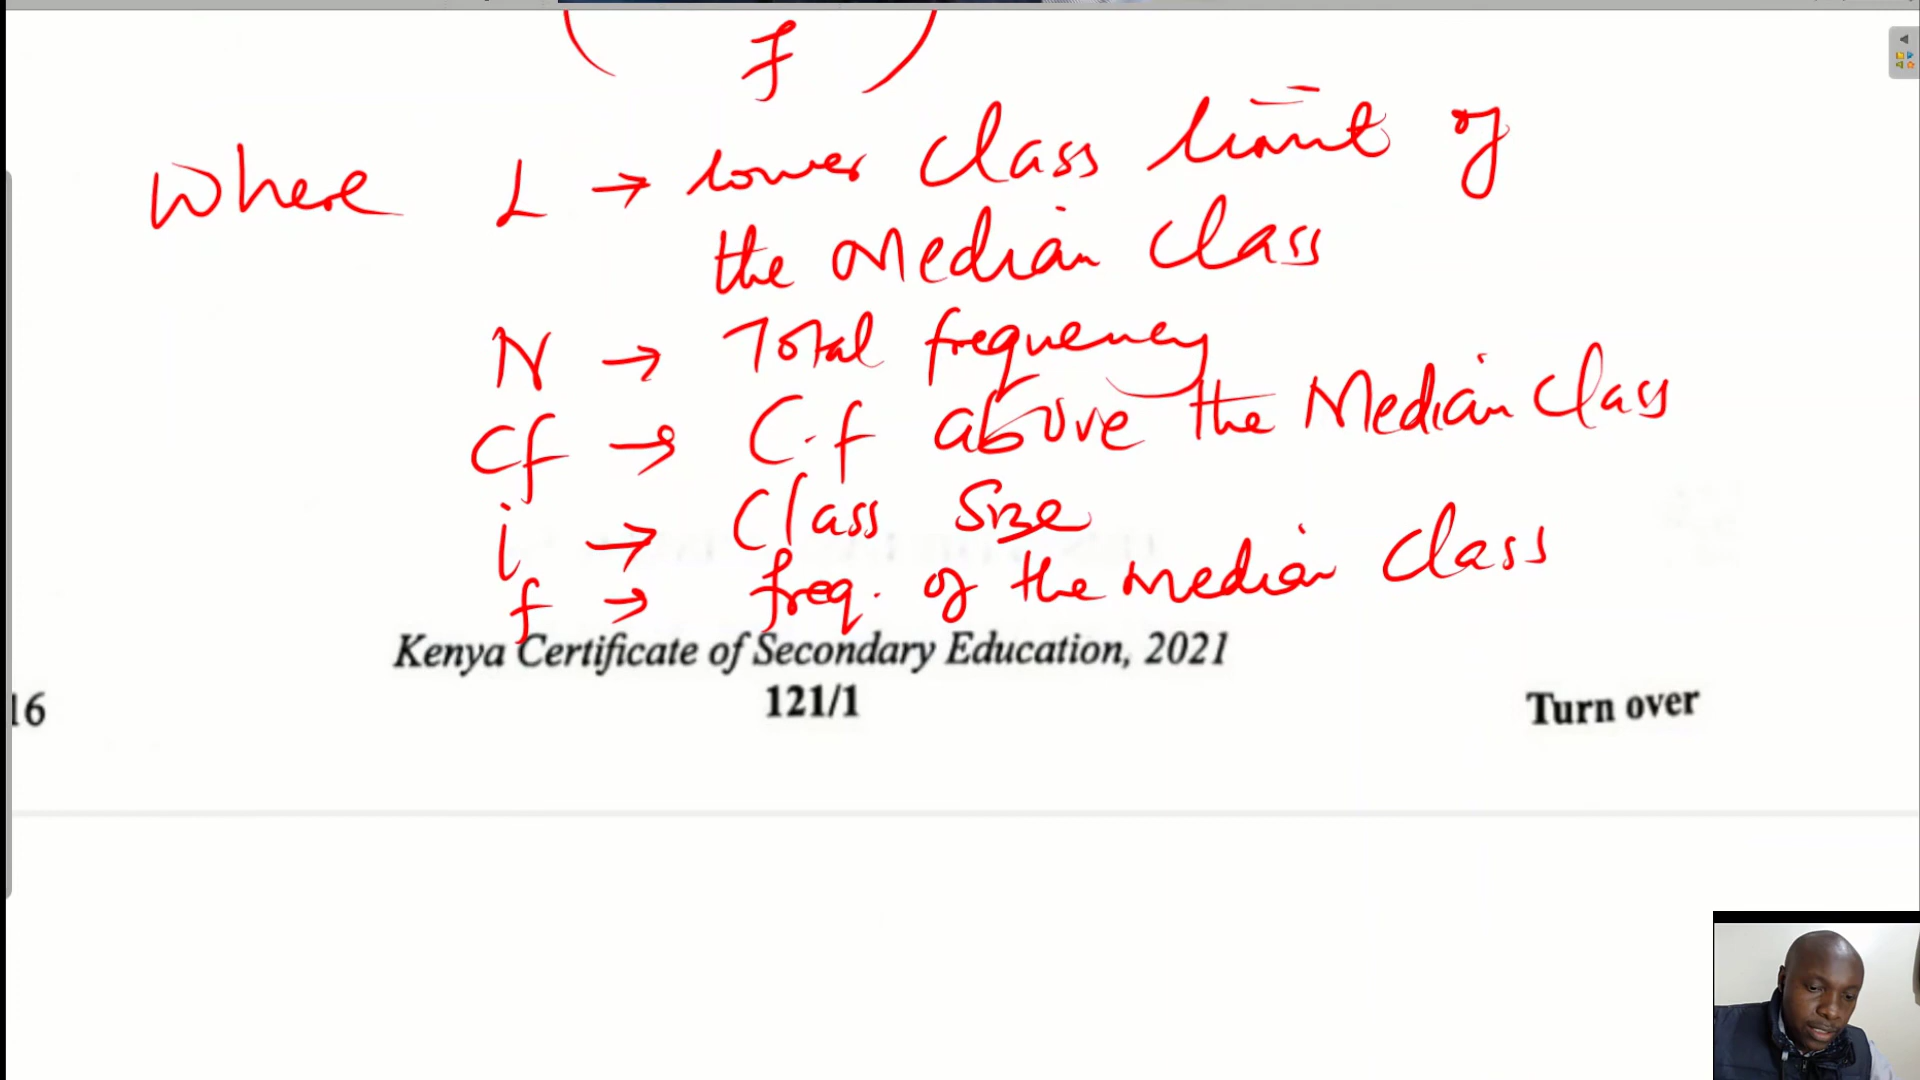 f
Where L → lower Class limit of
the Median Class
N → Total frequency
Cf → C.f above the Median Class
i → Class Size
f → freq. of the Median Class
Kenya Certificate of Secondary Education, 2021
16 121/1 Turn over